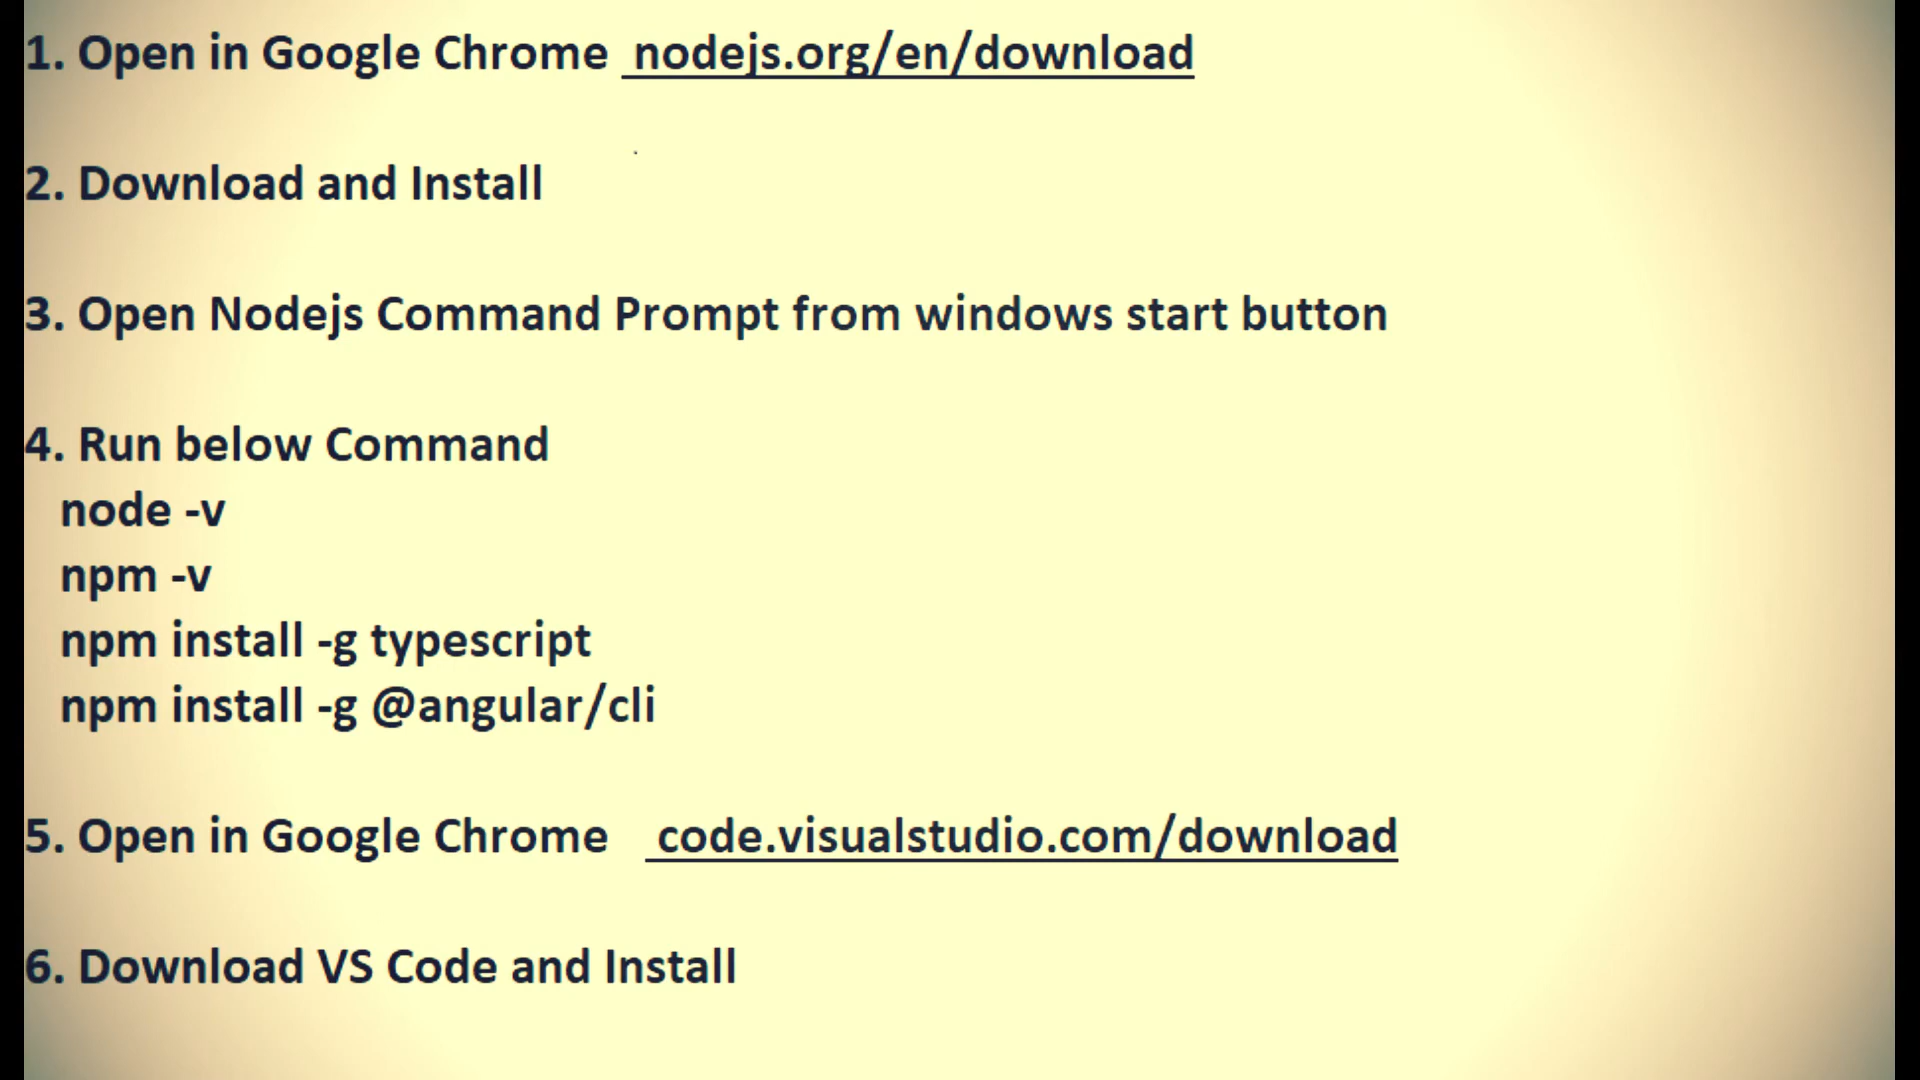 1. Open in Google Chrome nodejs.org/en/download
2. Download and Install
3. Open Nodejs Command Prompt from windows start button
4. Run below Command
node -v
npm -v
npm install -g typescript
npm install -g @angular/cli
5. Open in Google Chrome code.visualstudio.com/download
6. Download VS Code and Install